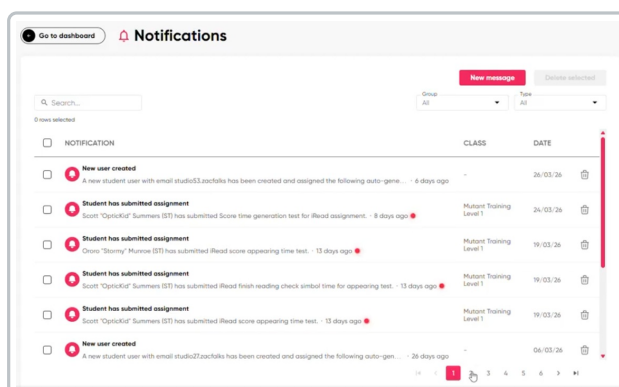 Go to dashboard
Notifications
New message
Delete selected
Search...
Group
All
Type
All
0 rows selected
NOTIFICATION
CLASS
DATE
New user created
A new student user with email studio53.zacfalks has been created and assigned the following auto-gene... · 6 days ago
-
26/03/26
Student has submitted assignment
Scott "OpticKid" Summers (ST) has submitted Score time generation test for iRead assignment. · 8 days ago
Mutant Training
Level 1
24/03/26
Student has submitted assignment
Ororo "Stormy" Munroe (ST) has submitted iRead score appearing time test. · 13 days ago
Mutant Training
Level 1
19/03/26
Student has submitted assignment
Scott "OpticKid" Summers (ST) has submitted iRead finish reading check simbol time for appearing test. · 13 days ago
Mutant Training
Level 1
19/03/26
Student has submitted assignment
Scott "OpticKid" Summers (ST) has submitted iRead score appearing time test. · 13 days ago
Mutant Training
Level 1
19/03/26
New user created
A new student user with email studio27.zacfalks has been created and assigned the following auto-gen... · 26 days ago
-
06/03/26
1 2 3 4 5 6